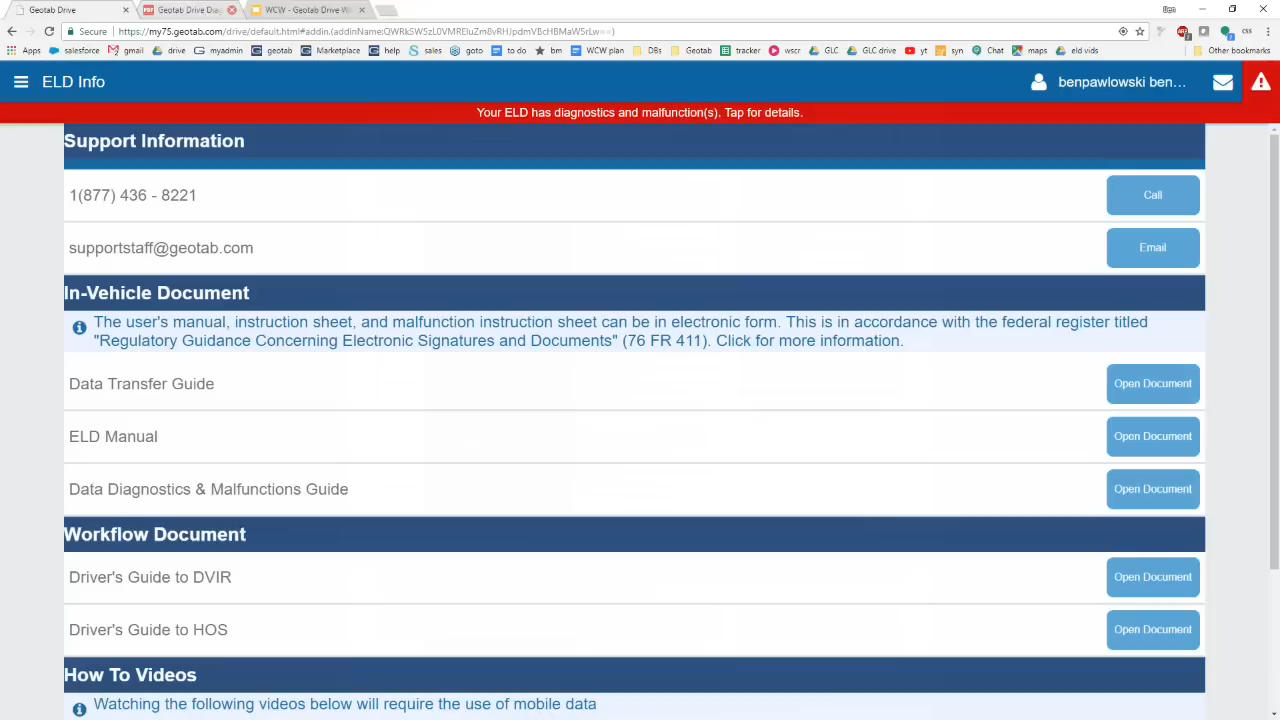 Geotab Drive
Geotab Drive Dia
WCW - Geotab Drive W
Ben
Secure
https://my75.geotab.com/drive/default.html#addin.(addinName:QWRkSW5zL0VMREluZm8vRHJpdmVBcHBMaW5rLw==)
Apps salesforce gmail drive myadmin geotab Marketplace help sales goto to do bm WCW plan DBs Geotab tracker wscr GLC GLC drive yt syn Chat maps eld vids Other bookmarks
ELD Info
benpawlowski ben...
Your ELD has diagnostics and malfunction(s). Tap for details.
Support Information
1(877) 436 - 8221
Call
supportstaff@geotab.com
Email
In-Vehicle Document
The user's manual, instruction sheet, and malfunction instruction sheet can be in electronic form. This is in accordance with the federal register titled
"Regulatory Guidance Concerning Electronic Signatures and Documents" (76 FR 411). Click for more information.
Data Transfer Guide
Open Document
ELD Manual
Open Document
Data Diagnostics & Malfunctions Guide
Open Document
Workflow Document
Driver's Guide to DVIR
Open Document
Driver's Guide to HOS
Open Document
How To Videos
Watching the following videos below will require the use of mobile data